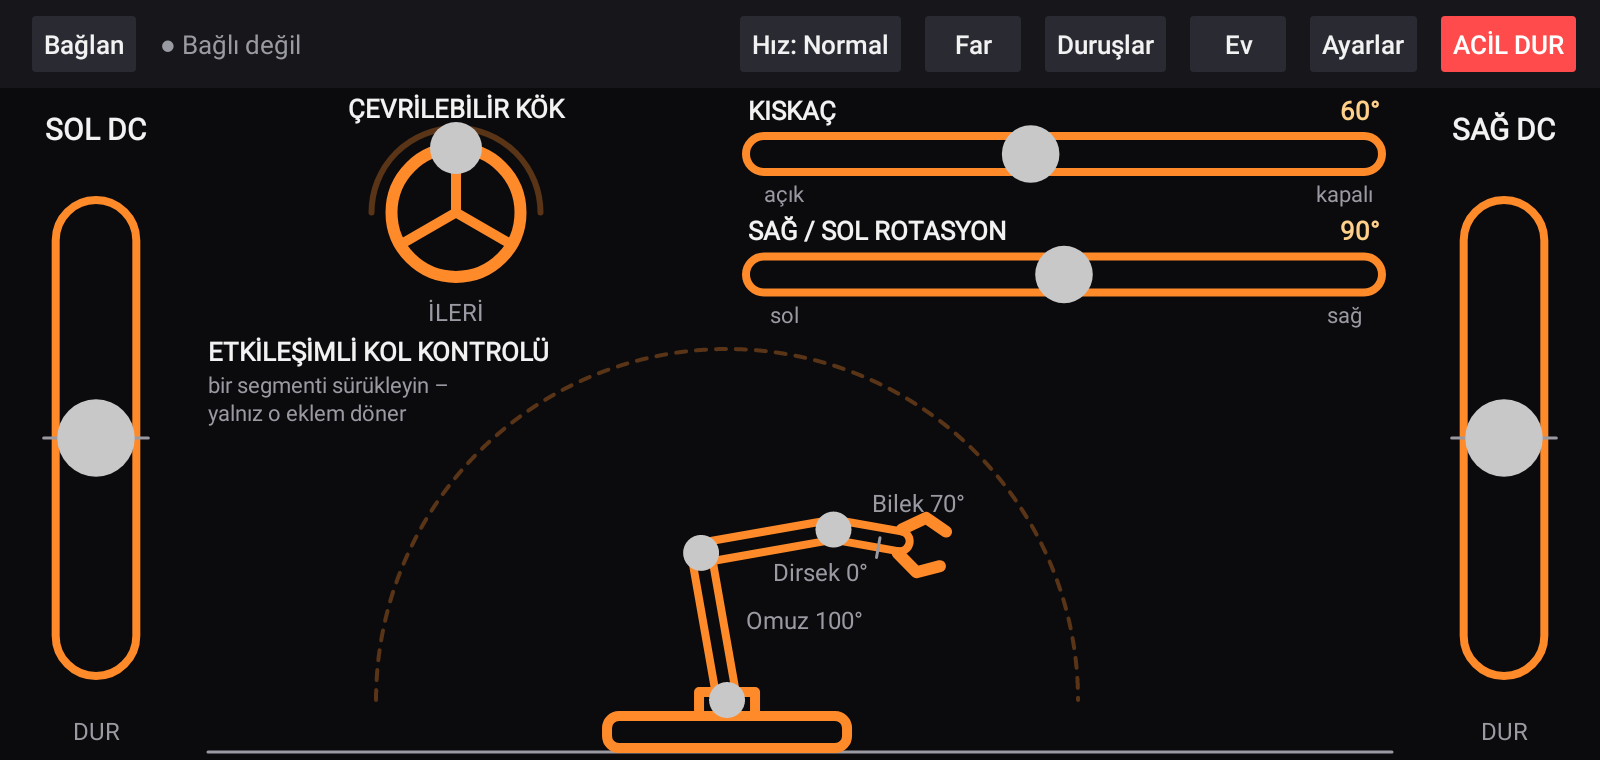 Bağlan
Bağlı değil
Hız: Normal
Far
Duruşlar
Ev
Ayarlar
ACİL DUR
SOL DC
ÇEVRİLEBİLİR KÖK
KISKAÇ
60°
SAĞ DC
açık
kapalı
SAĞ / SOL ROTASYON
90°
İLERİ
sol
sağ
ETKİLEŞİMLİ KOL KONTROLÜ
bir segmenti sürükleyin –
yalnız o eklem döner
Bilek 70°
Dirsek 0°
Omuz 100°
DUR
DUR